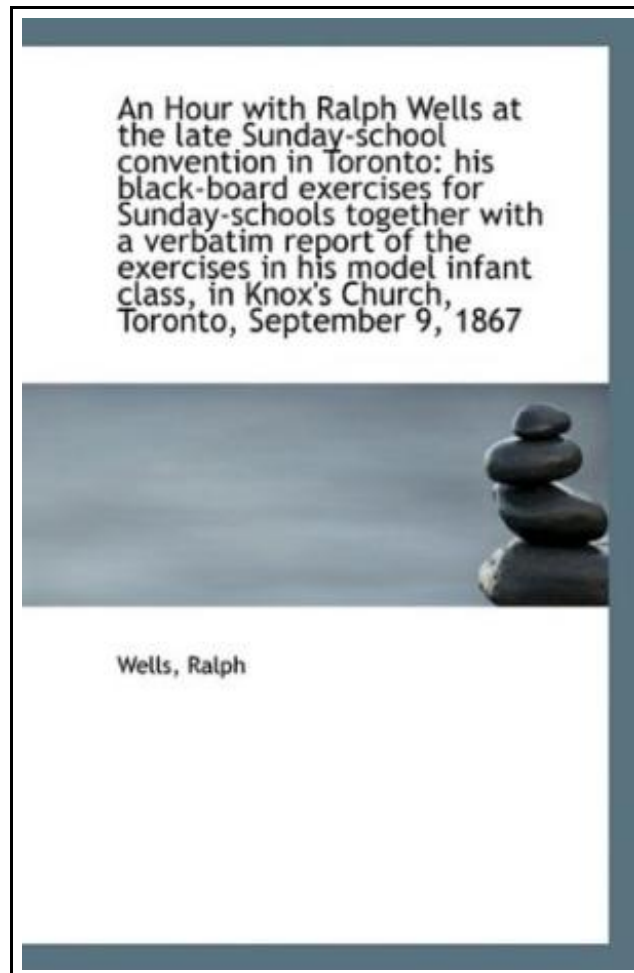 An Hour with Ralph Wells at
the late Sunday-school
convention in Toronto: his
black-board exercises for
Sunday-schools together with
a verbatim report of the
exercises in his model infant
class, in Knox's Church,
Toronto, September 9, 1867
Wells, Ralph